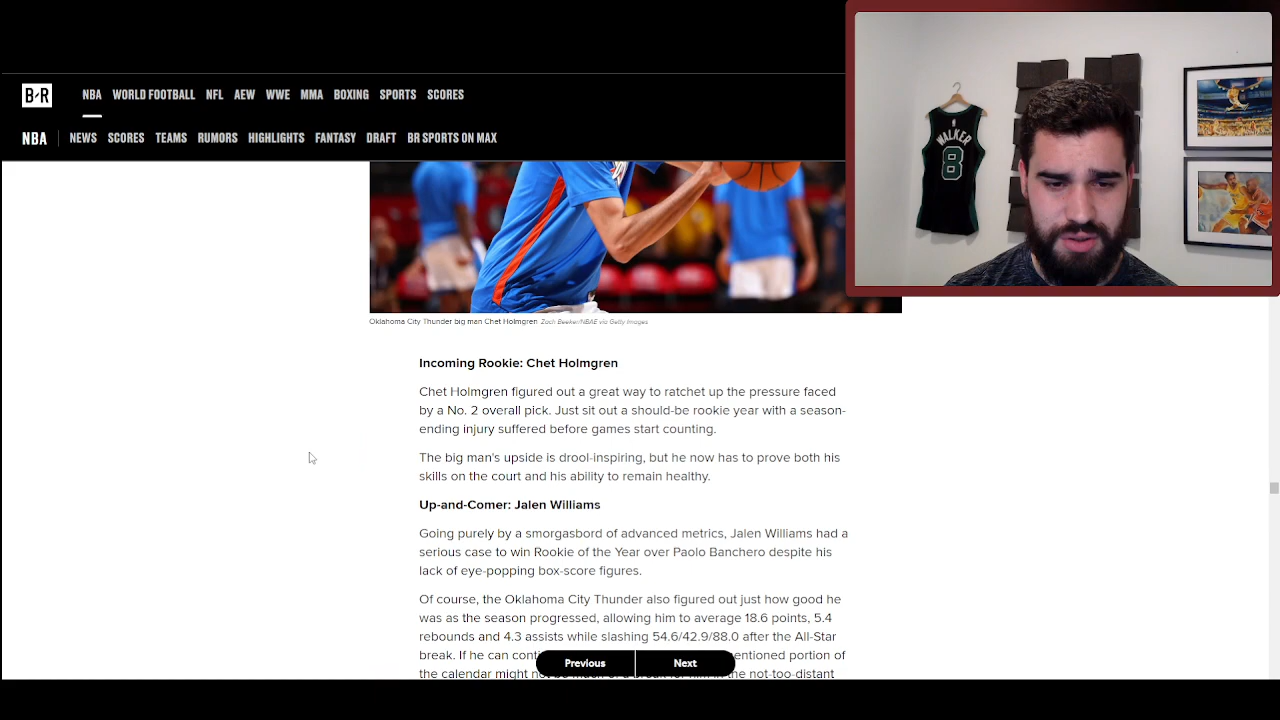 B/R NBA WORLD FOOTBALL NFL AEW WWE MMA BOXING SPORTS SCORES
NBA NEWS SCORES TEAMS RUMORS HIGHLIGHTS FANTASY DRAFT BR SPORTS ON MAX
WALKER
8
Oklahoma City Thunder big man Chet Holmgren Zach Beeker/NBAE via Getty Images
Incoming Rookie: Chet Holmgren
Chet Holmgren figured out a great way to ratchet up the pressure faced
by a No. 2 overall pick. Just sit out a should-be rookie year with a season-
ending injury suffered before games start counting.
The big man's upside is drool-inspiring, but he now has to prove both his
skills on the court and his ability to remain healthy.
Up-and-Comer: Jalen Williams
Going purely by a smorgasbord of advanced metrics, Jalen Williams had a
serious case to win Rookie of the Year over Paolo Banchero despite his
lack of eye-popping box-score figures.
Of course, the Oklahoma City Thunder also figured out just how good he
was as the season progressed, allowing him to average 18.6 points, 5.4
rebounds and 4.3 assists while slashing 54.6/42.9/88.0 after the All-Star
break. If he can portion of
the calendar might in the not-too-distant
Previous Next